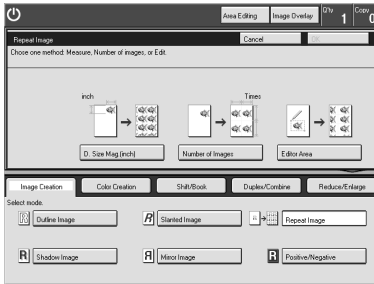 Area Editing
Image Overlay
Q'ty
1
Copy
0
Repeat Image
Cancel
OK
Chose one method: Measure, Number of images, or Edit.
inch
Times
D. Size Mag.(inch)
Number of Images
Editor Area
Image Creation
Color Creation
Shift/Book
Duplex/Combine
Reduce/Enlarge
Select mode.
R
Outline Image
R
Slanted Image
R
Repeat Image
R
Shadow Image
Я
Mirror Image
R
Positive/Negative